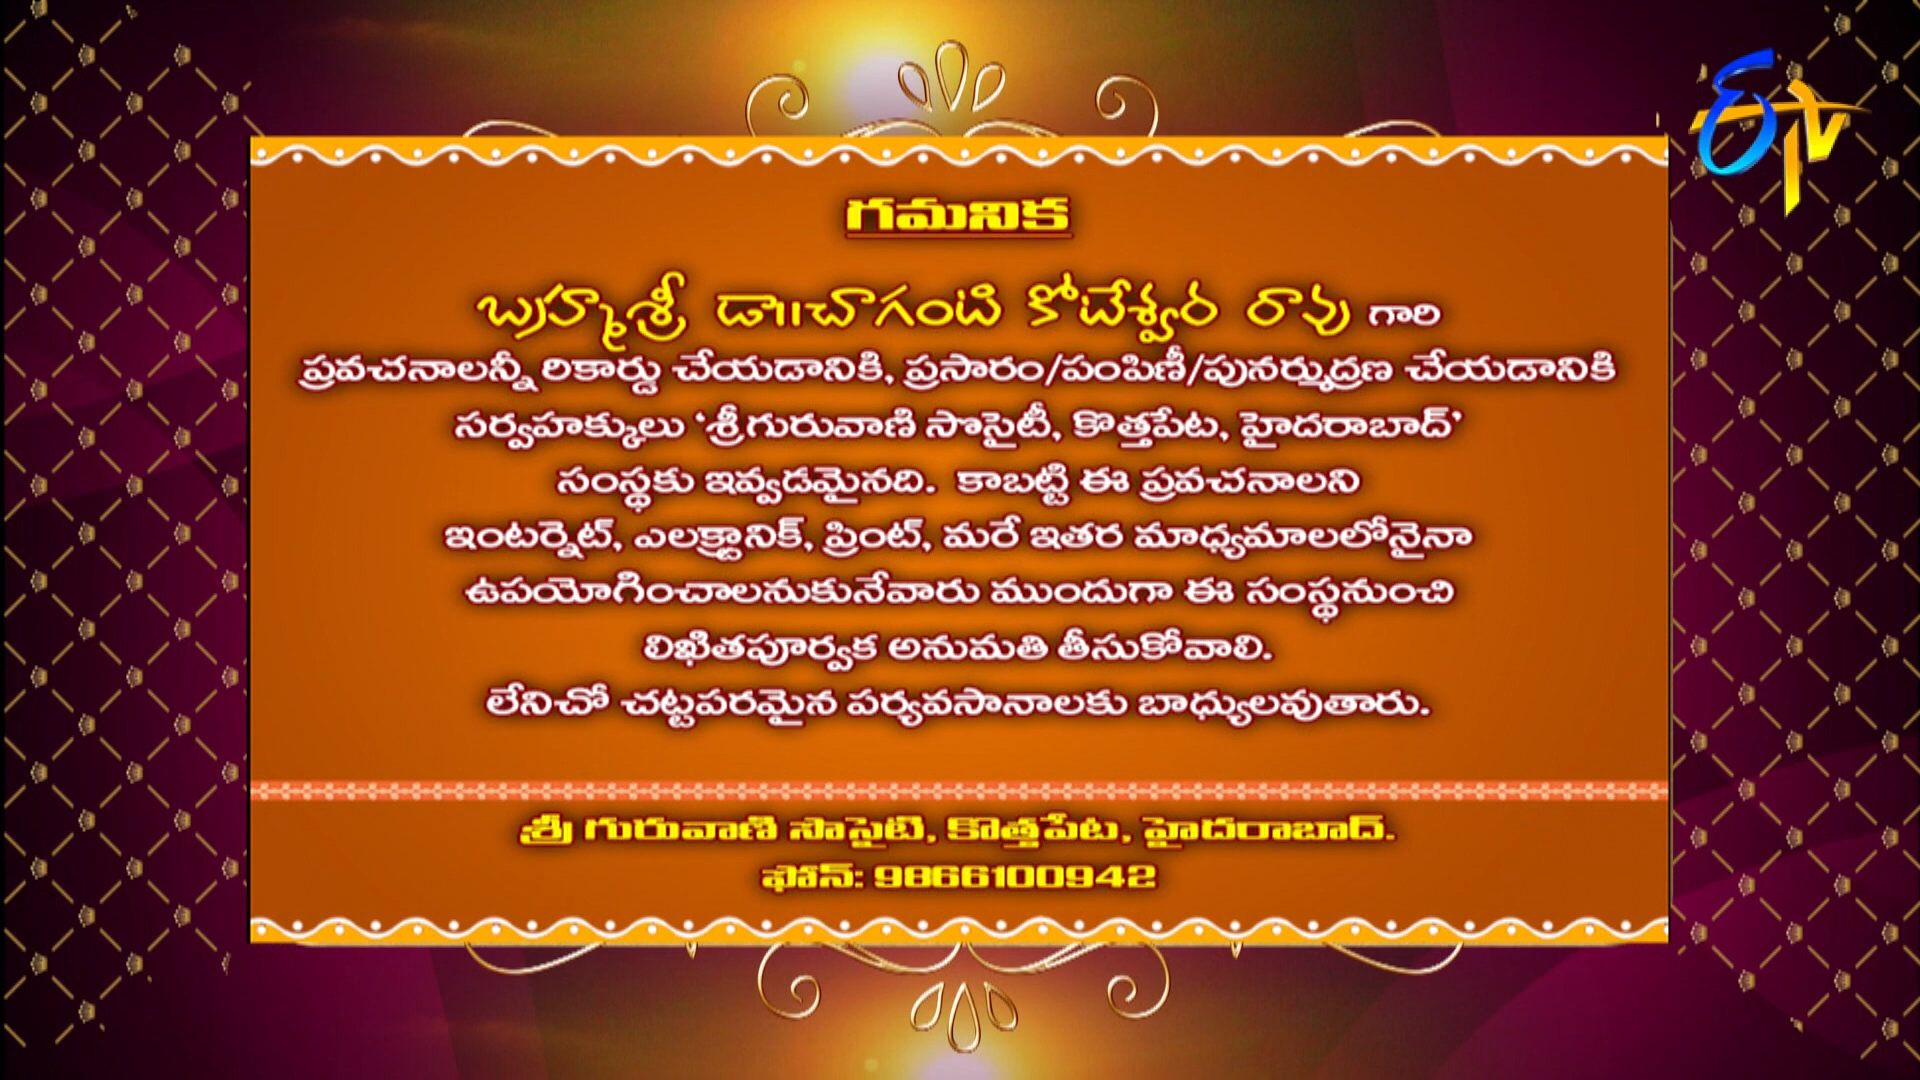 ఈTV
గమనిక
బ్రహ్మశ్రీ డా॥చాగంటి కోటేశ్వర రావు గారి
ప్రవచనాలన్నీ రికార్డు చేయడానికి, ప్రసారం/పంపిణీ/పునర్ముద్రణ చేయడానికి
సర్వహక్కులు ‘శ్రీగురువాణి సొసైటీ, కొత్తపేట, హైదరాబాద్’
సంస్థకు ఇవ్వడమైనది. కాబట్టి ఈ ప్రవచనాలని
ఇంటర్నెట్, ఎలక్ట్రానిక్, ప్రింట్, మరే ఇతర మాధ్యమాలలోనైనా
ఉపయోగించాలనుకునేవారు ముందుగా ఈ సంస్థనుంచి
లిఖితపూర్వక అనుమతి తీసుకోవాలి.
లేనిచో చట్టపరమైన పర్యవసానాలకు బాధ్యులవుతారు.
శ్రీ గురువాణి సొసైటి, కొత్తపేట, హైదరాబాద్.
ఫోన్: 9866100942